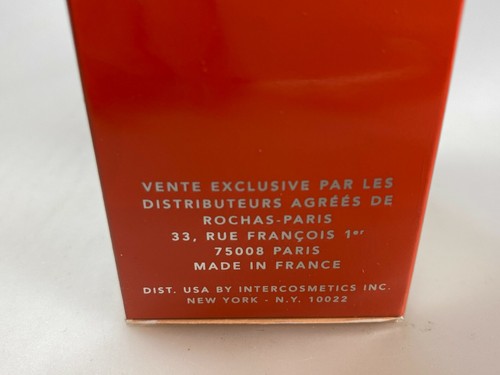 VENTE EXCLUSIVE PAR LES
DISTRIBUTEURS AGRÉÉS DE
ROCHAS-PARIS
33, RUE FRANÇOIS 1er
75008 PARIS
MADE IN FRANCE
DIST. USA BY INTERCOSMETICS INC.
NEW YORK - N.Y. 10022